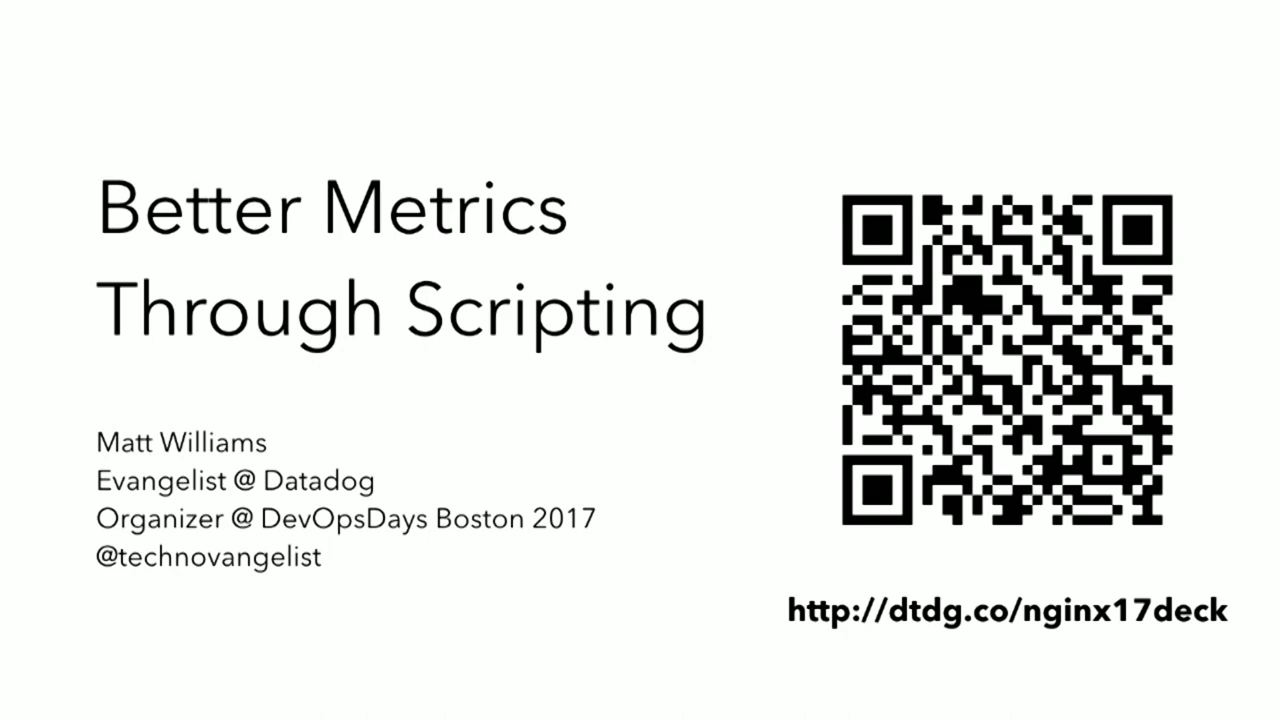 Better Metrics
Through Scripting
Matt Williams
Evangelist @ Datadog
Organizer @ DevOpsDays Boston 2017
@technovangelist
http://dtdg.co/nginx17deck